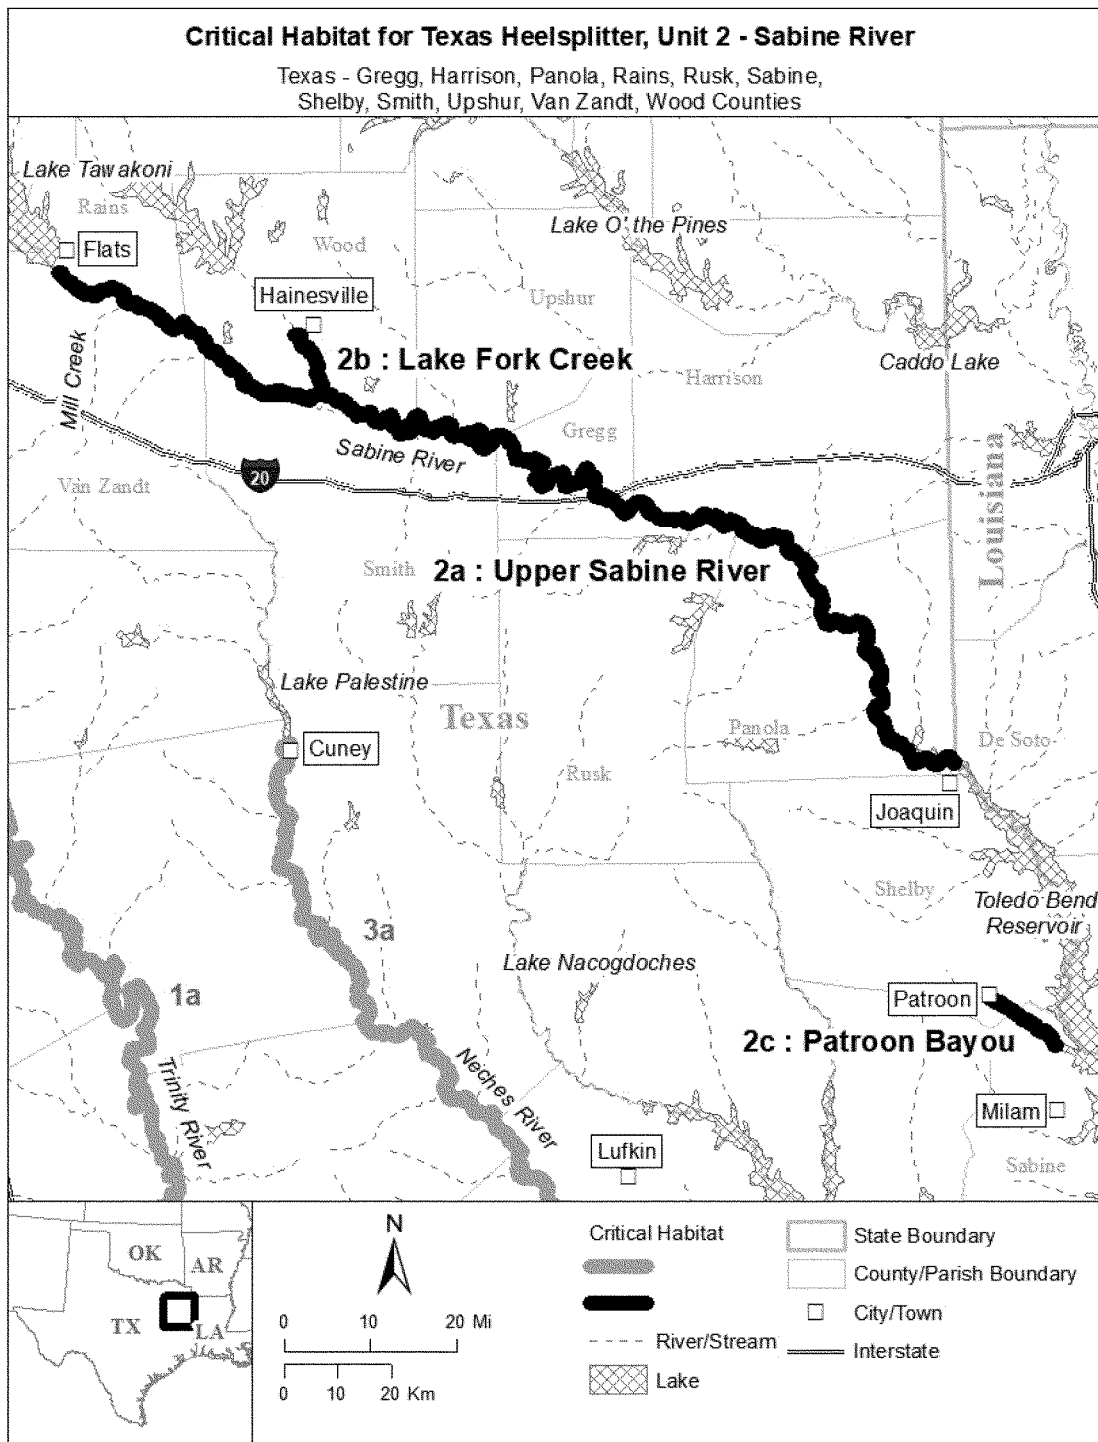 Critical Habitat for Texas Heelsplitter, Unit 2 - Sabine River
Texas - Gregg, Harrison, Panola, Rains, Rusk, Sabine,
Shelby, Smith, Upshur, Van Zandt, Wood Counties
Lake Tawakoni
Rains
Flats
Wood
Lake O' the Pines
Hainesville
Upshur
2b : Lake Fork Creek
Harrison
Caddo Lake
Mill Creek
Gregg
Sabine River
20
Van Zandt
Louisiana
Smith
2a : Upper Sabine River
Lake Palestine
Texas
Panola
De Soto
Cuney
Rusk
Joaquin
Shelby
Toledo Bend
Reservoir
3a
Lake Nacogdoches
1a
Patroon
2c : Patroon Bayou
Trinity River
Neches River
Milam
Lufkin
Sabine
OK
AR
TX
LA
N
0 10 20 Mi
0 10 20 Km
Critical Habitat
River/Stream
Lake
State Boundary
County/Parish Boundary
City/Town
Interstate